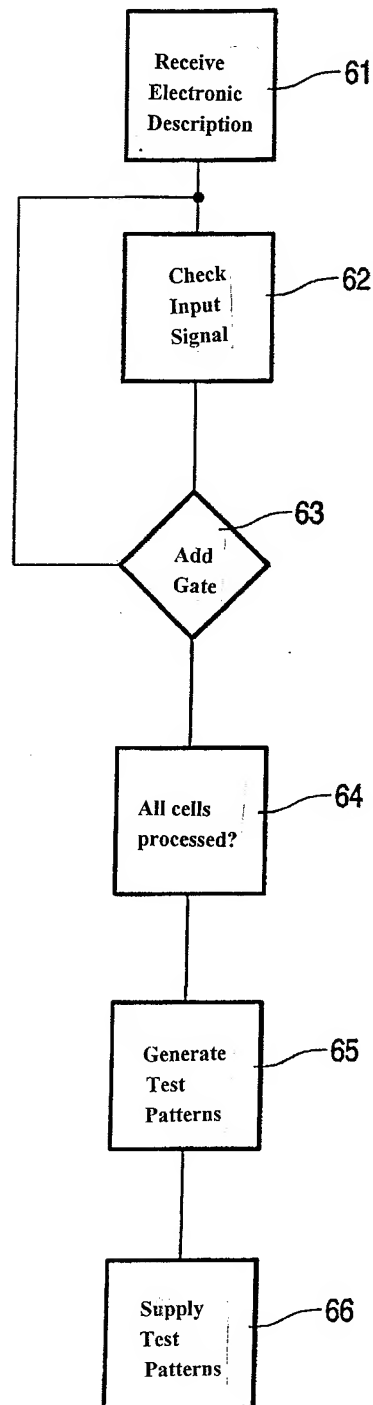 Receive
Electronic
Description
61
Check
Input
Signal
62
63
Add
Gate
All cells
processed?
64
Generate
Test
Patterns
65
Supply
Test
Patterns
66